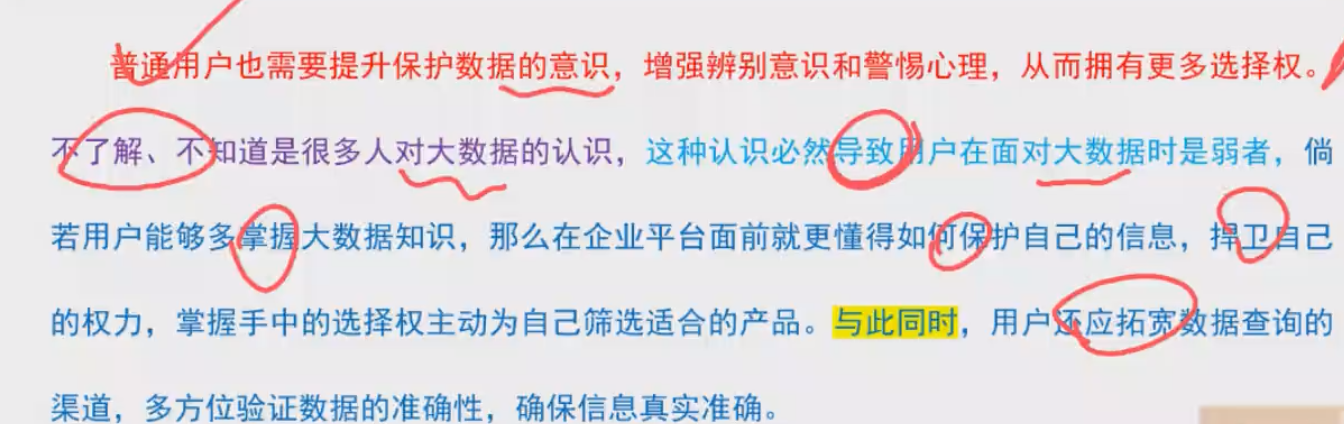 普通用户也需要提升保护数据的意识，增强辨别意识和警惕心理，从而拥有更多选择权。
不了解、不知道是很多人对大数据的认识，这种认识必然导致用户在面对大数据时是弱者，倘
若用户能够多掌握大数据知识，那么在企业平台面前就更懂得如何保护自己的信息，捍卫自己
的权力，掌握手中的选择权主动为自己筛选适合的产品。与此同时，用户还应拓宽数据查询的
渠道，多方位验证数据的准确性，确保信息真实准确。